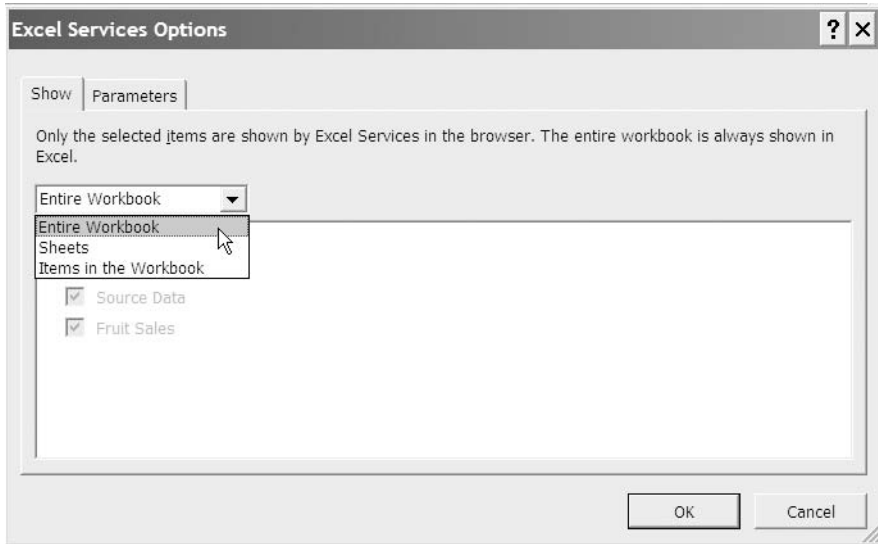 Excel Services Options
Show
Parameters
Only the selected items are shown by Excel Services in the browser. The entire workbook is always shown in
Excel.
Entire Workbook
Entire Workbook
Sheets
Items in the Workbook
Source Data
Fruit Sales
OK
Cancel